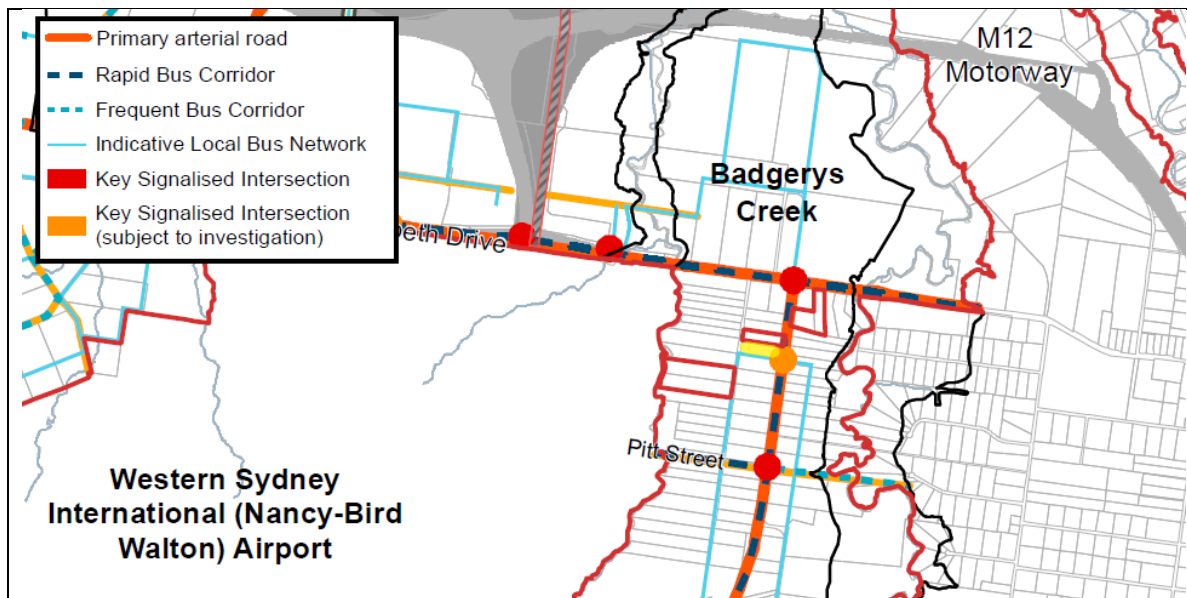 Primary arterial road
Rapid Bus Corridor
Frequent Bus Corridor
Indicative Local Bus Network
Key Signalised Intersection
Key Signalised Intersection
(subject to investigation)
M12
Motorway
Badgerys
Creek
beth Drive
Pitt Street
Western Sydney
International (Nancy-Bird
Walton) Airport